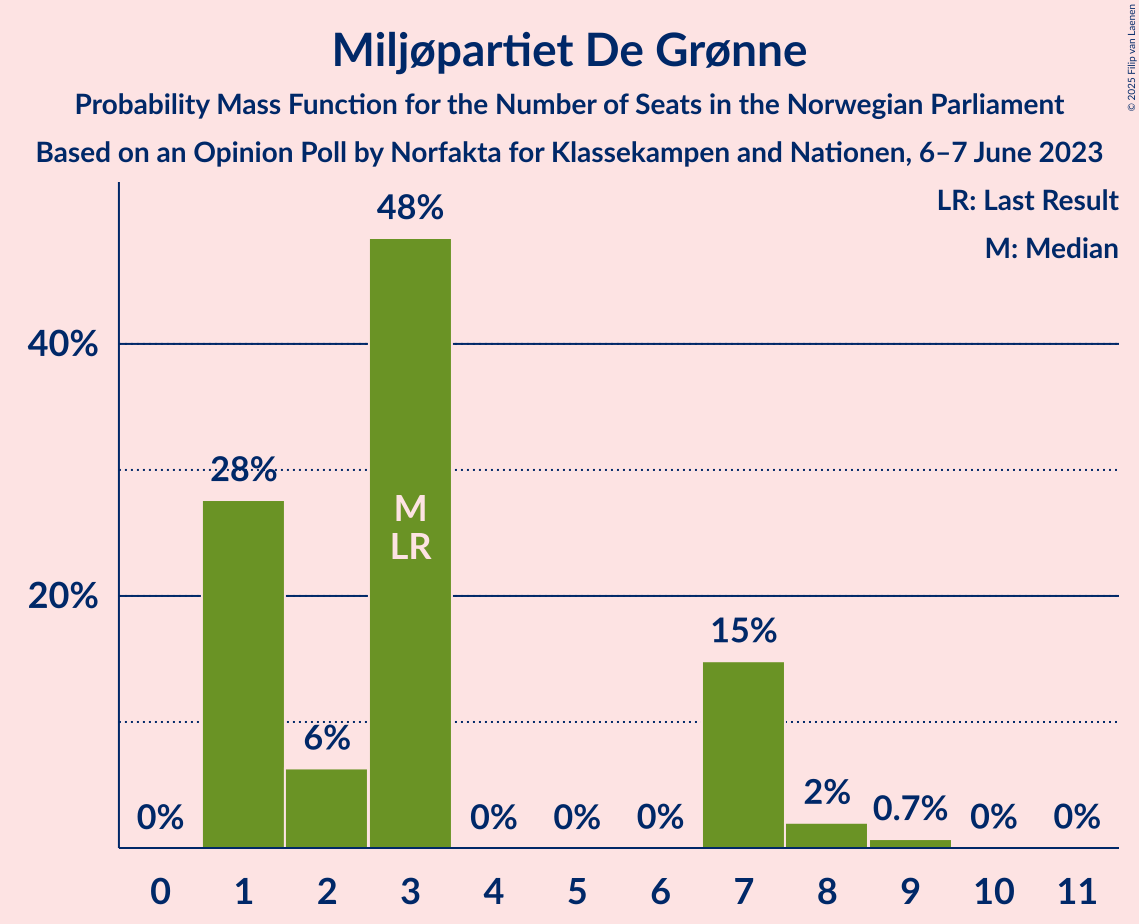 Miljøpartiet De Grønne
Probability Mass Function for the Number of Seats in the Norwegian Parliament
Based on an Opinion Poll by Norfakta for Klassekampen and Nationen, 6–7 June 2023
© 2025 Filip van Laenen
LR: Last Result
M: Median
48%
40%
28%
M
LR
20%
15%
6%
2%
0.7%
0% 0% 0% 0% 0% 0%
0 1 2 3 4 5 6 7 8 9 10 11